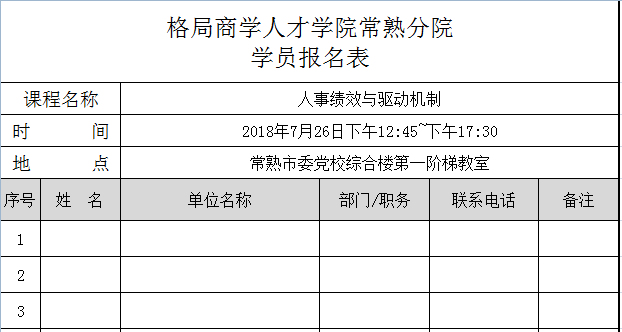 格局商学人才学院常熟分院
学员报名表
课程名称 人事绩效与驱动机制
时 间 2018年7月26日下午12:45~下午17:30
地 点 常熟市委党校综合楼第一阶梯教室
序号 姓 名 单位名称 部门/职务 联系电话 备注
1
2
3